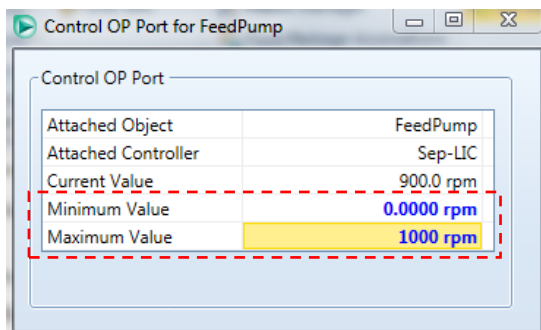 Control OP Port for FeedPump
Control OP Port
Attached Object FeedPump
Attached Controller Sep-LIC
Current Value 900.0 rpm
Minimum Value 0.0000 rpm
Maximum Value 1000 rpm